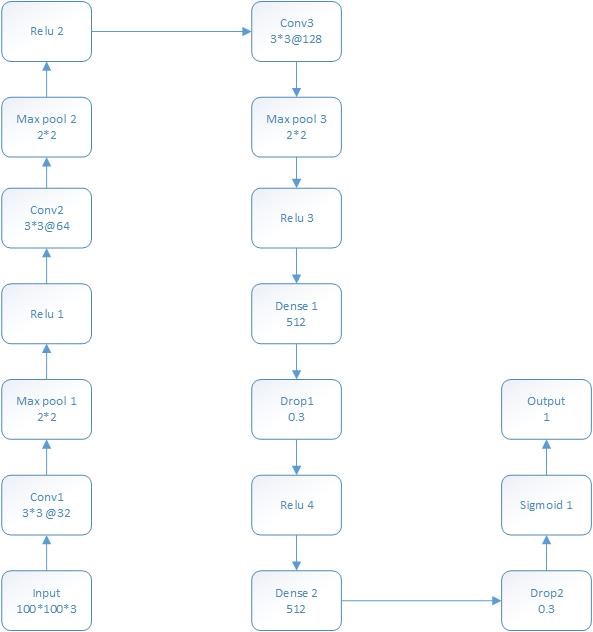 Input
100*100*3
Conv1
3*3 @32
Max pool 1
2*2
Relu 1
Conv2
3*3@64
Max pool 2
2*2
Relu 2
Conv3
3*3@128
Max pool 3
2*2
Relu 3
Dense 1
512
Drop1
0.3
Relu 4
Dense 2
512
Drop2
0.3
Sigmoid 1
Output
1